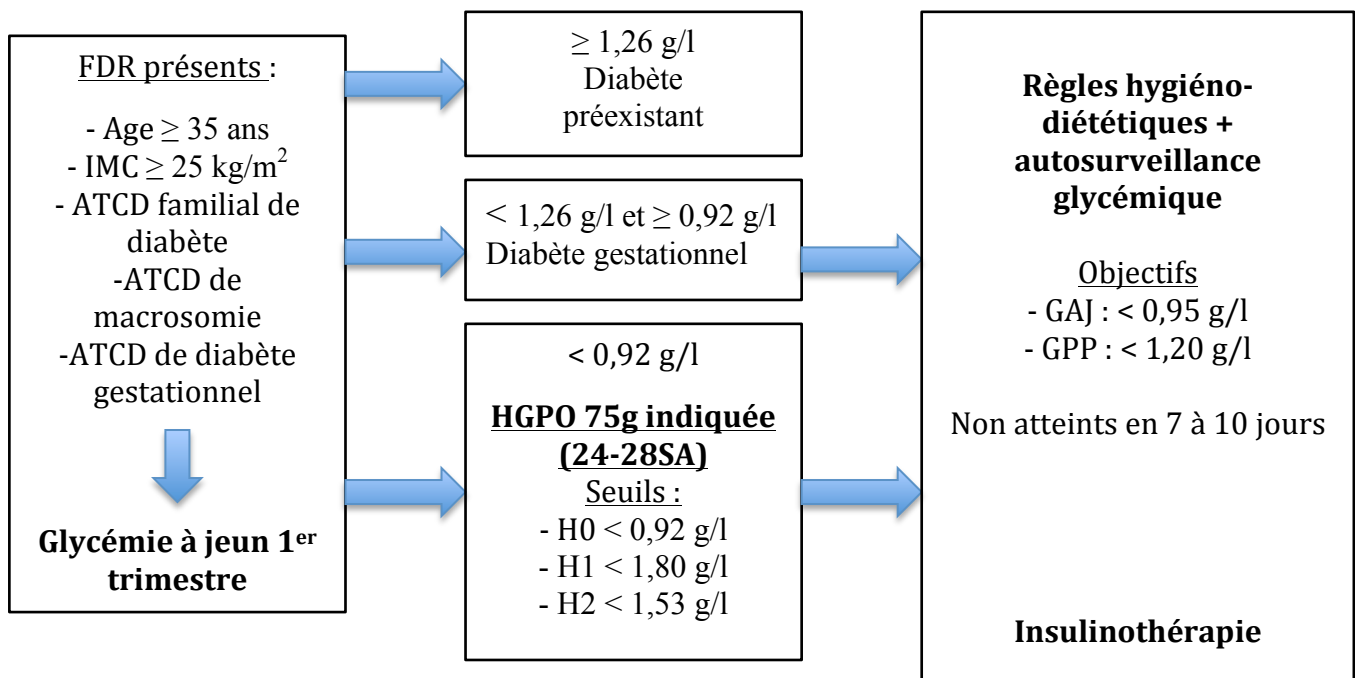 FDR présents :
- Age ≥ 35 ans
- IMC ≥ 25 kg/m²
- ATCD familial de
diabète
-ATCD de
macrosomie
-ATCD de diabète
gestationnel
Glycémie à jeun 1er
trimestre
≥ 1,26 g/l
Diabète
préexistant
< 1,26 g/l et ≥ 0,92 g/l
Diabète gestationnel
< 0,92 g/l
HGPO 75g indiquée
(24-28SA)
Seuils :
- H0 < 0,92 g/l
- H1 < 1,80 g/l
- H2 < 1,53 g/l
Règles hygiéno-
diététiques +
autosurveillance
glycémique
Objectifs
- GAJ : < 0,95 g/l
- GPP : < 1,20 g/l
Non atteints en 7 à 10 jours
Insulinothérapie